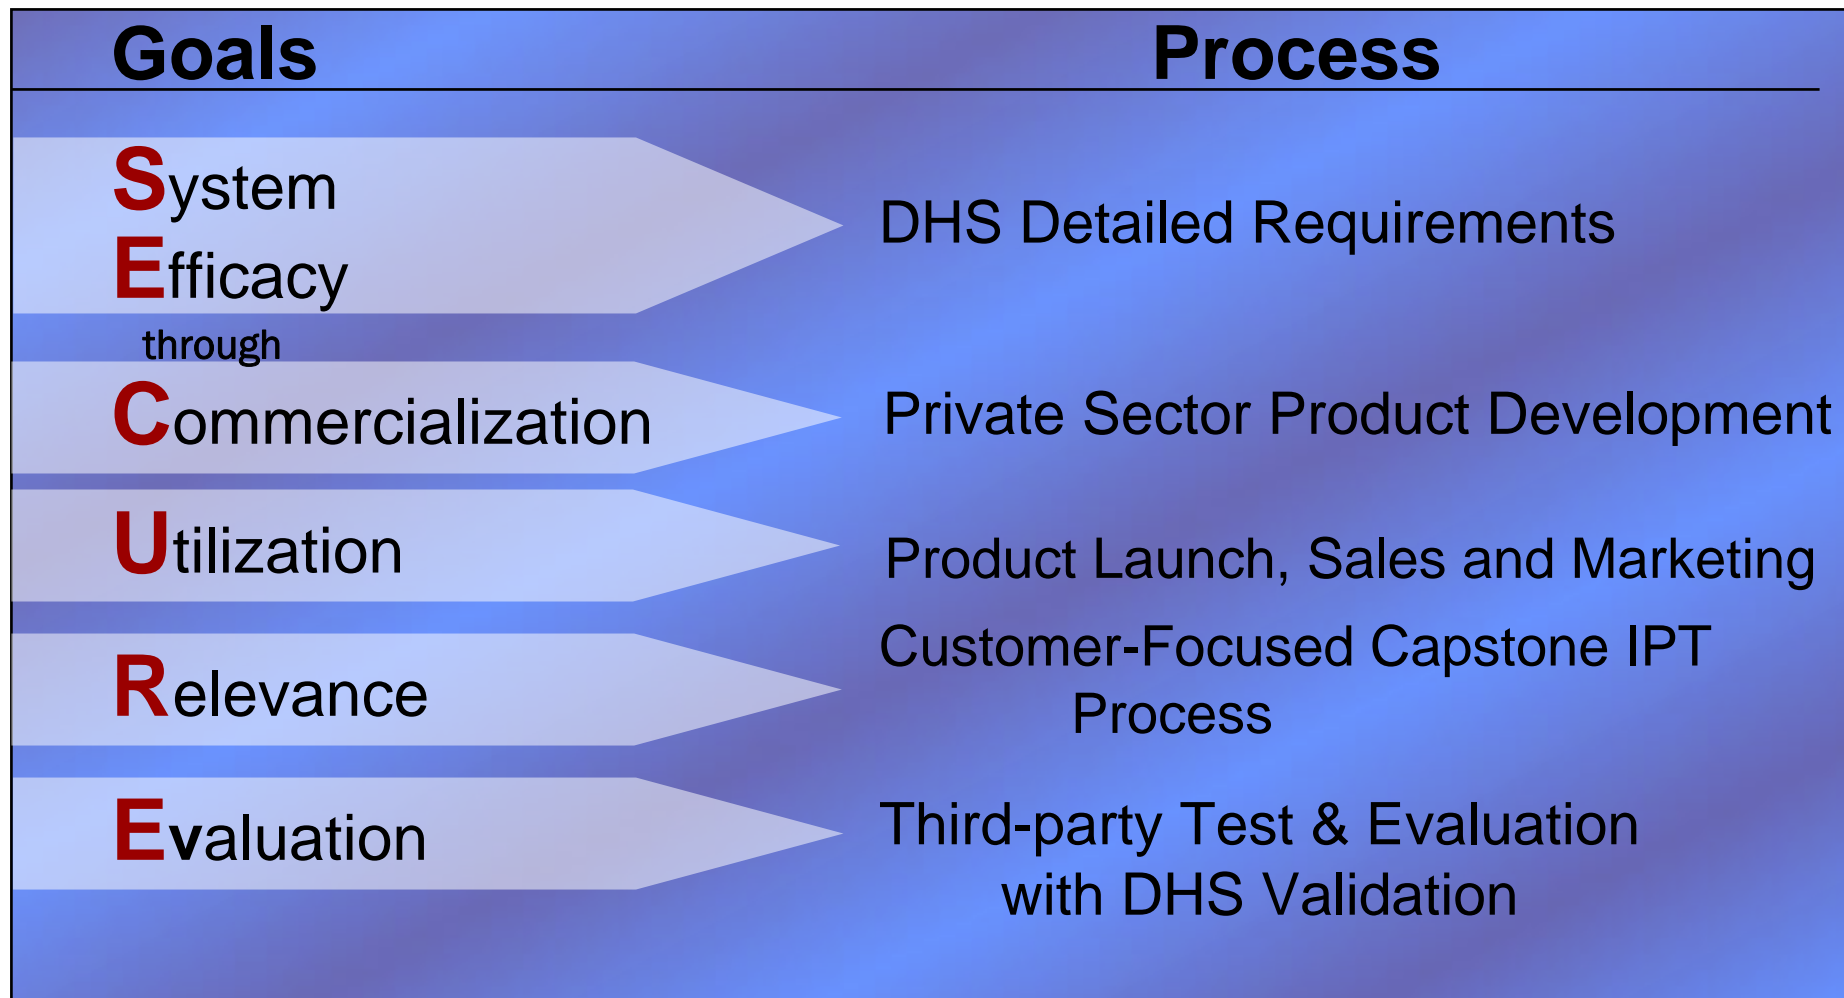 Goals Process
System
Efficacy
DHS Detailed Requirements
through
Commercialization
Private Sector Product Development
Utilization
Product Launch, Sales and Marketing
Relevance
Customer-Focused Capstone IPT
Process
Evaluation
Third-party Test & Evaluation
with DHS Validation